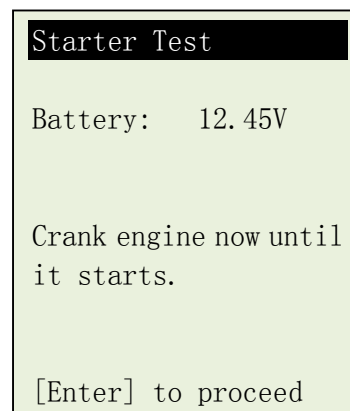 Starter Test
Battery: 12.45V
Crank engine now until
it starts.
[Enter] to proceed